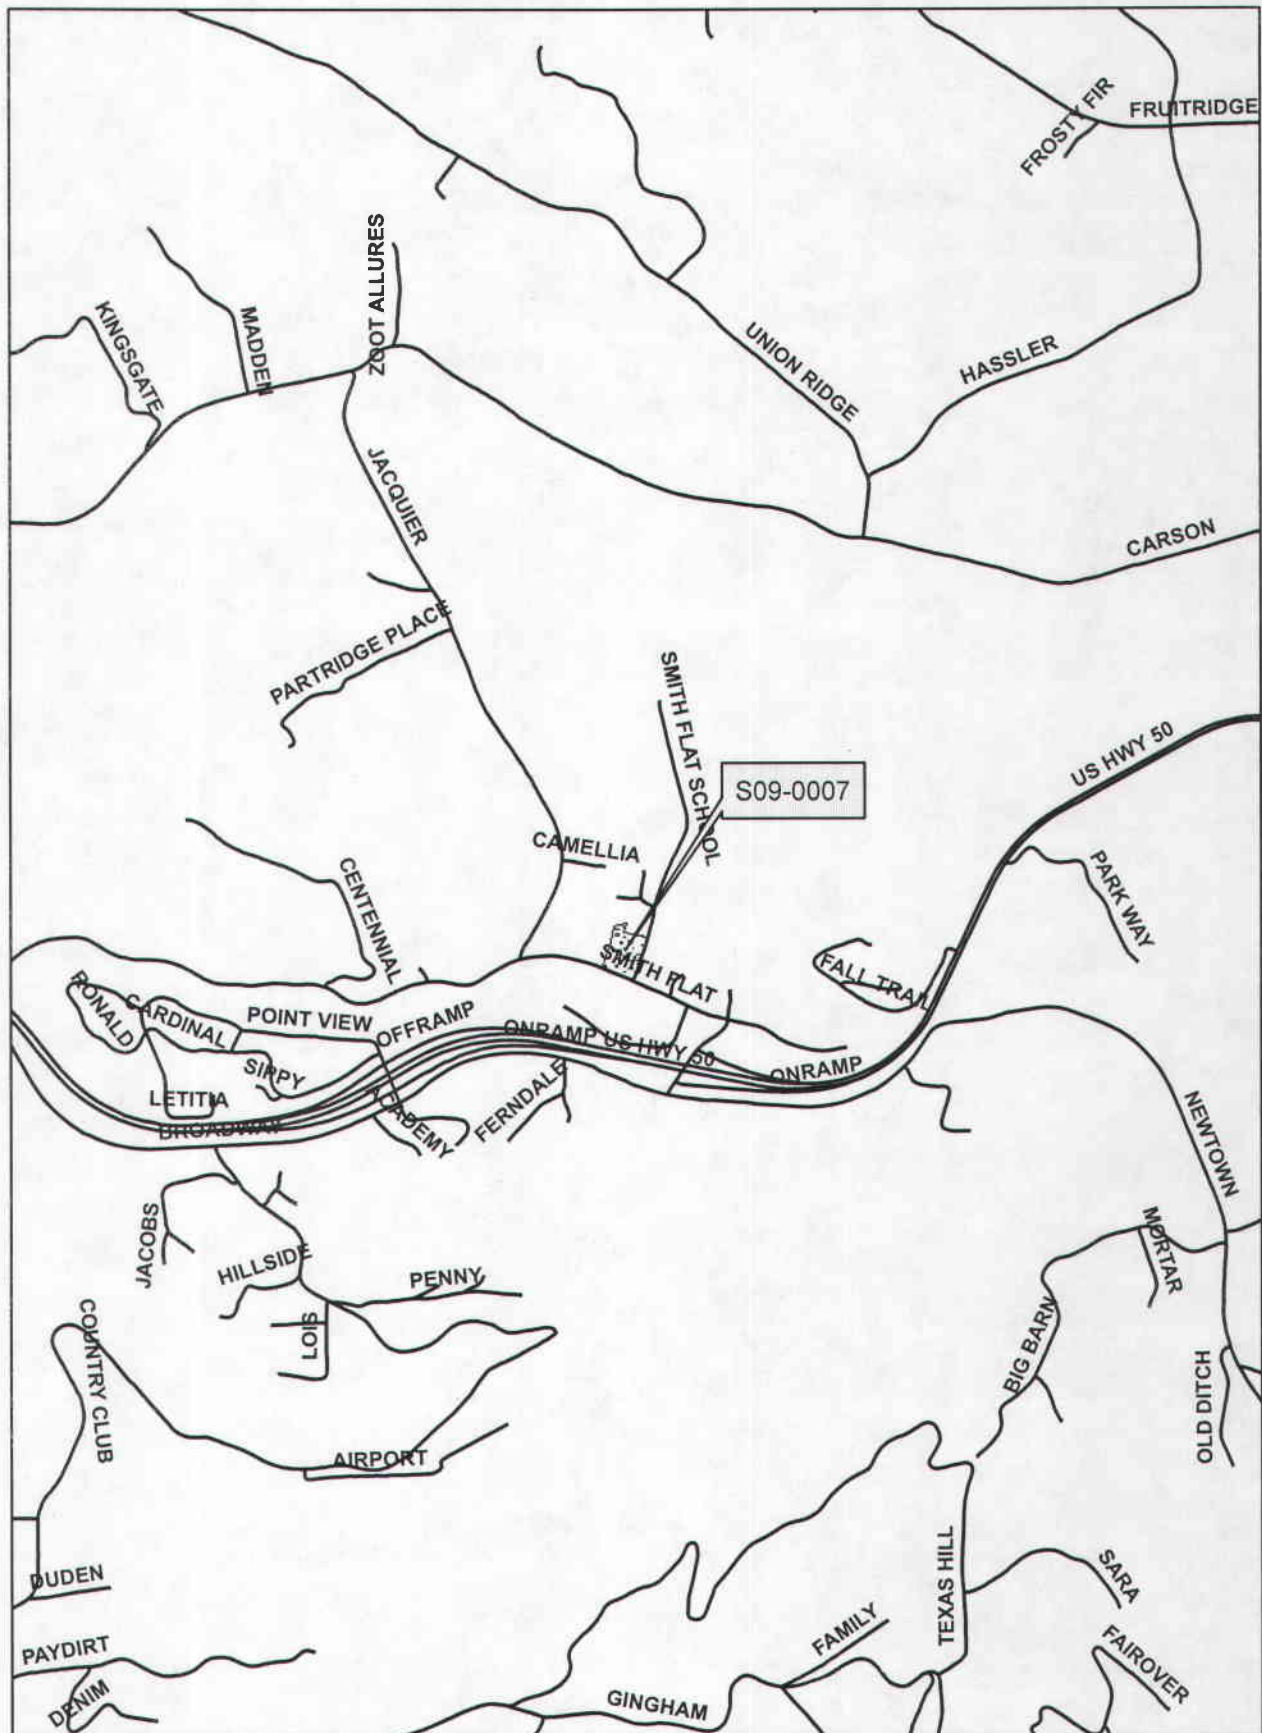 FRUITRIDGE
FROSTY FIR
ZOOT ALLURES
KINGSGATE
MADDEN
UNION RIDGE
HASSLER
JACQUIER
CARSON
PARTRIDGE PLACE
SMITH FLAT SCHOOL
US HWY 50
S09-0007
CAMELLIA
CENTENNIAL
PARK WAY
SMITH FLAT
FALL TRAIL
RONALD
CARDINAL
POINT VIEW
OFFRAMP
ONRAMP US HWY 50
ONRAMP
SIPPY
LETITIA
ACADEMY
FERNDALE
BROADWAY
NEWTOWN
JACOBS
HILLSIDE
PENNY
MORTAR
COUNTRY CLUB
LOIS
BIG BARN
OLD DITCH
AIRPORT
DUDEN
TEXAS HILL
SARA
PAYDIRT
FAMILY
FAIROVER
DENIM
GINGHAM